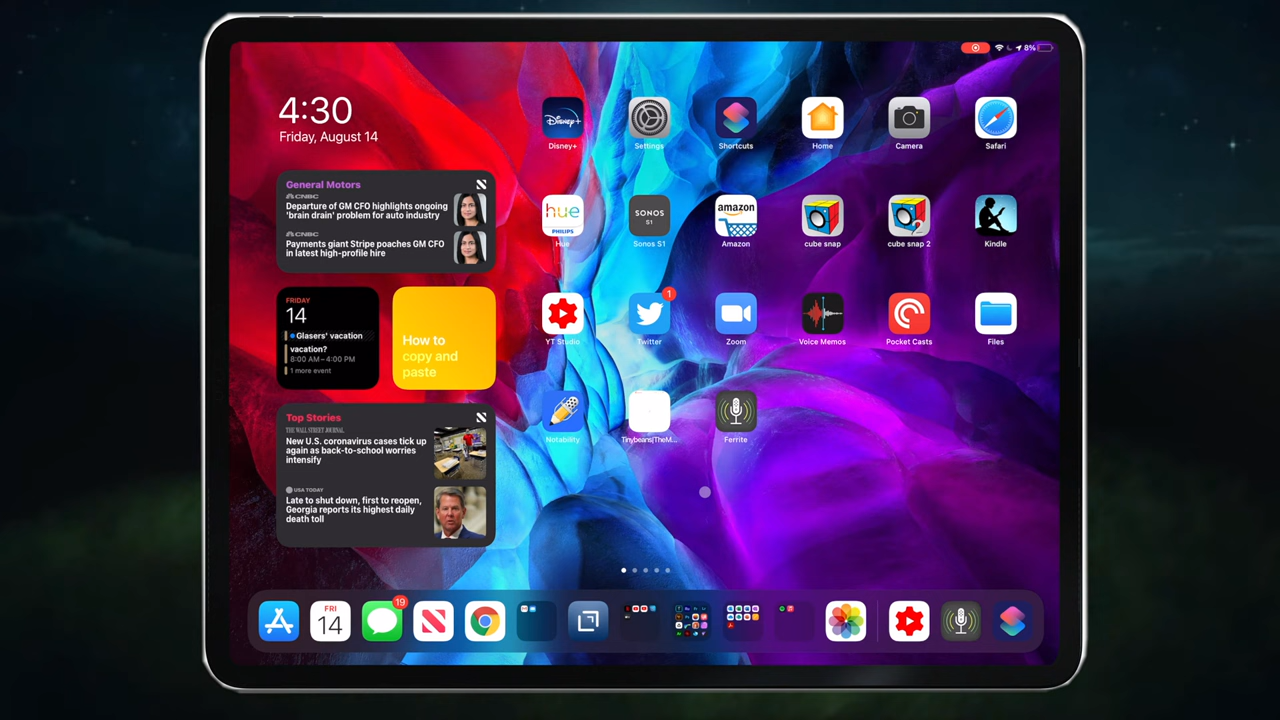 8%
4:30
Friday, August 14
General Motors
CNBC
Departure of GM CFO highlights ongoing
'brain drain' problem for auto industry
CNBC
Payments giant Stripe poaches GM CFO
in latest high-profile hire
FRIDAY
14
Glasers' vacation
vacation?
8:00 AM – 4:00 PM
1 more event
How to
copy and
paste
Top Stories
THE WALL STREET JOURNAL
New U.S. coronavirus cases tick up
again as back-to-school worries
intensify
USA TODAY
Late to shut down, first to reopen,
Georgia reports its highest daily
death toll
Disney+
Disney+
Settings
Shortcuts
Home
Camera
Safari
hue
PHILIPS
Hue
SONOS
S1
Sonos S1
amazon
Amazon
cube snap
cube snap 2
Kindle
YT Studio
1
Twitter
Zoom
Voice Memos
Pocket Casts
Files
Notability
Tinybeans(TheM...
Ferrite
FRI
14
19